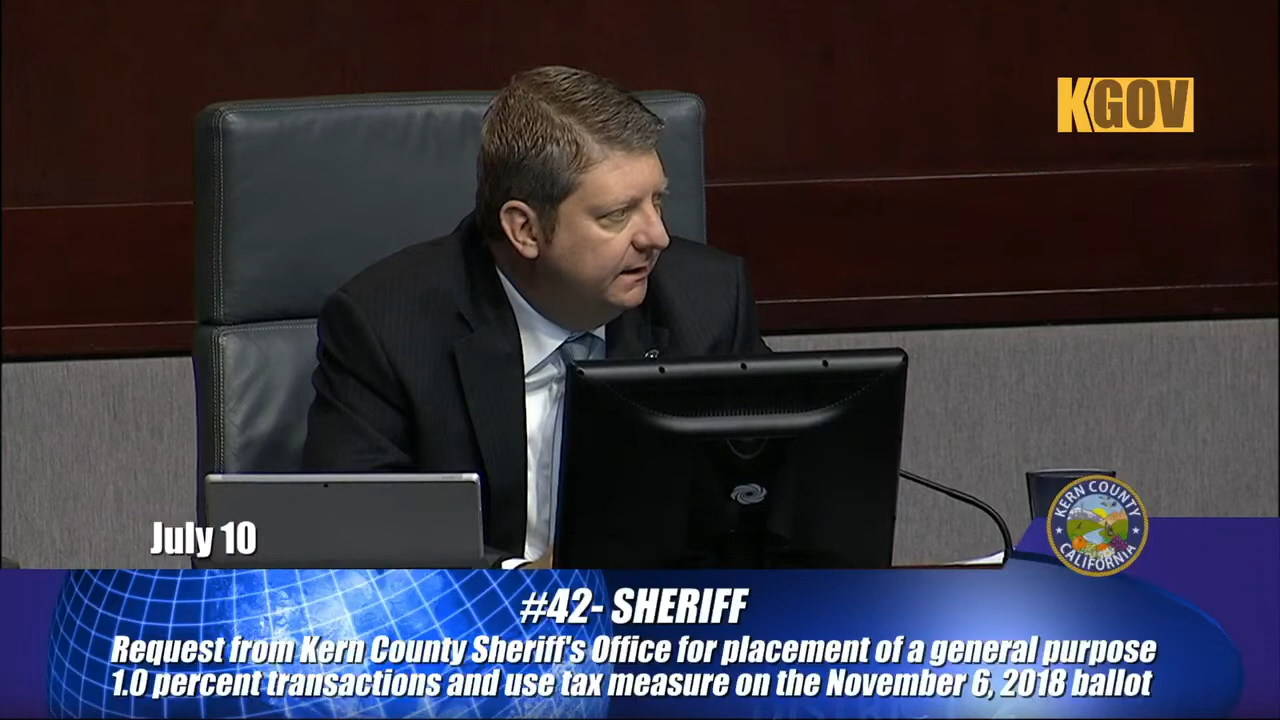 KGOV
KERN COUNTY
CALIFORNIA
July 10
#42- SHERIFF
Request from Kern County Sheriff's Office for placement of a general purpose
1.0 percent transactions and use tax measure on the November 6, 2018 ballot